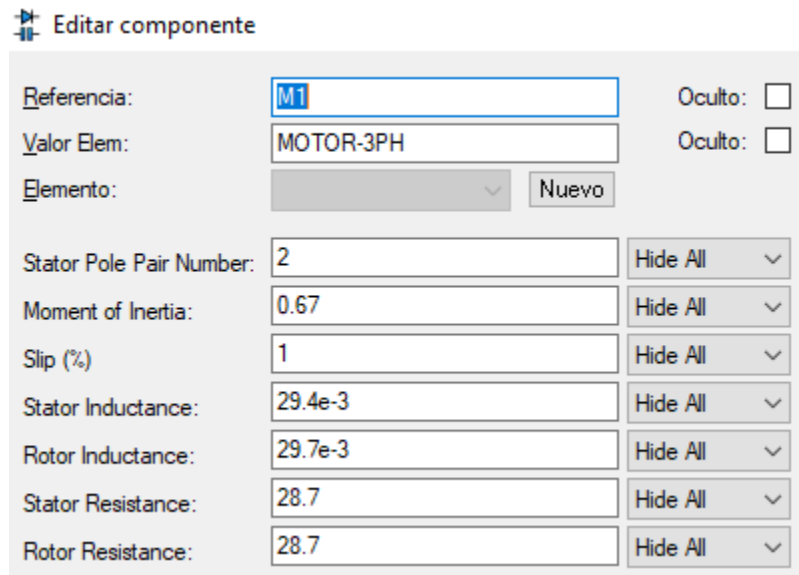 Editar componente
Referencia: M1 Oculto:
Valor Elem: MOTOR-3PH Oculto:
Elemento: Nuevo
Stator Pole Pair Number: 2 Hide All
Moment of Inertia: 0.67 Hide All
Slip (%) 1 Hide All
Stator Inductance: 29.4e-3 Hide All
Rotor Inductance: 29.7e-3 Hide All
Stator Resistance: 28.7 Hide All
Rotor Resistance: 28.7 Hide All